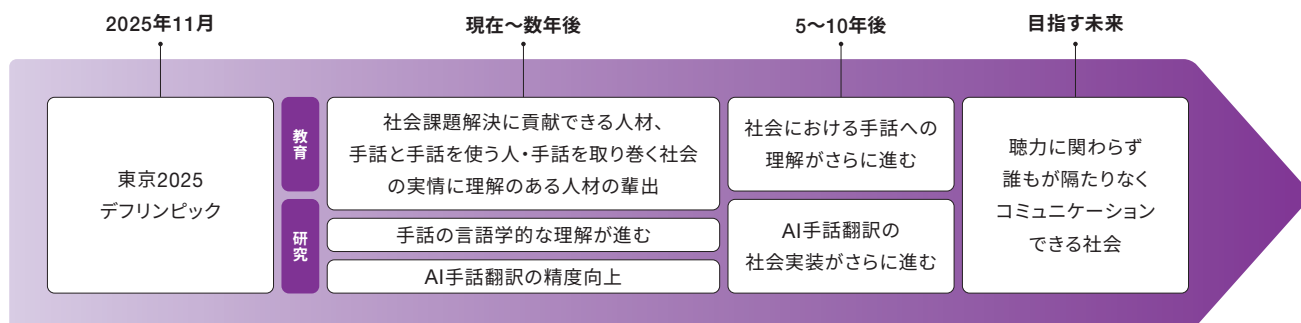 2025年11月
現在～数年後
5～10年後
目指す未来
東京2025
デフリンピック
教育
社会課題解決に貢献できる人材、
手話と手話を使う人・手話を取り巻く社会
の実情に理解のある人材の輩出
研究
手話の言語学的な理解が進む
AI手話翻訳の精度向上
社会における手話への
理解がさらに進む
AI手話翻訳の
社会実装がさらに進む
聴力に関わらず
誰もが隔たりなく
コミュニケーション
できる社会